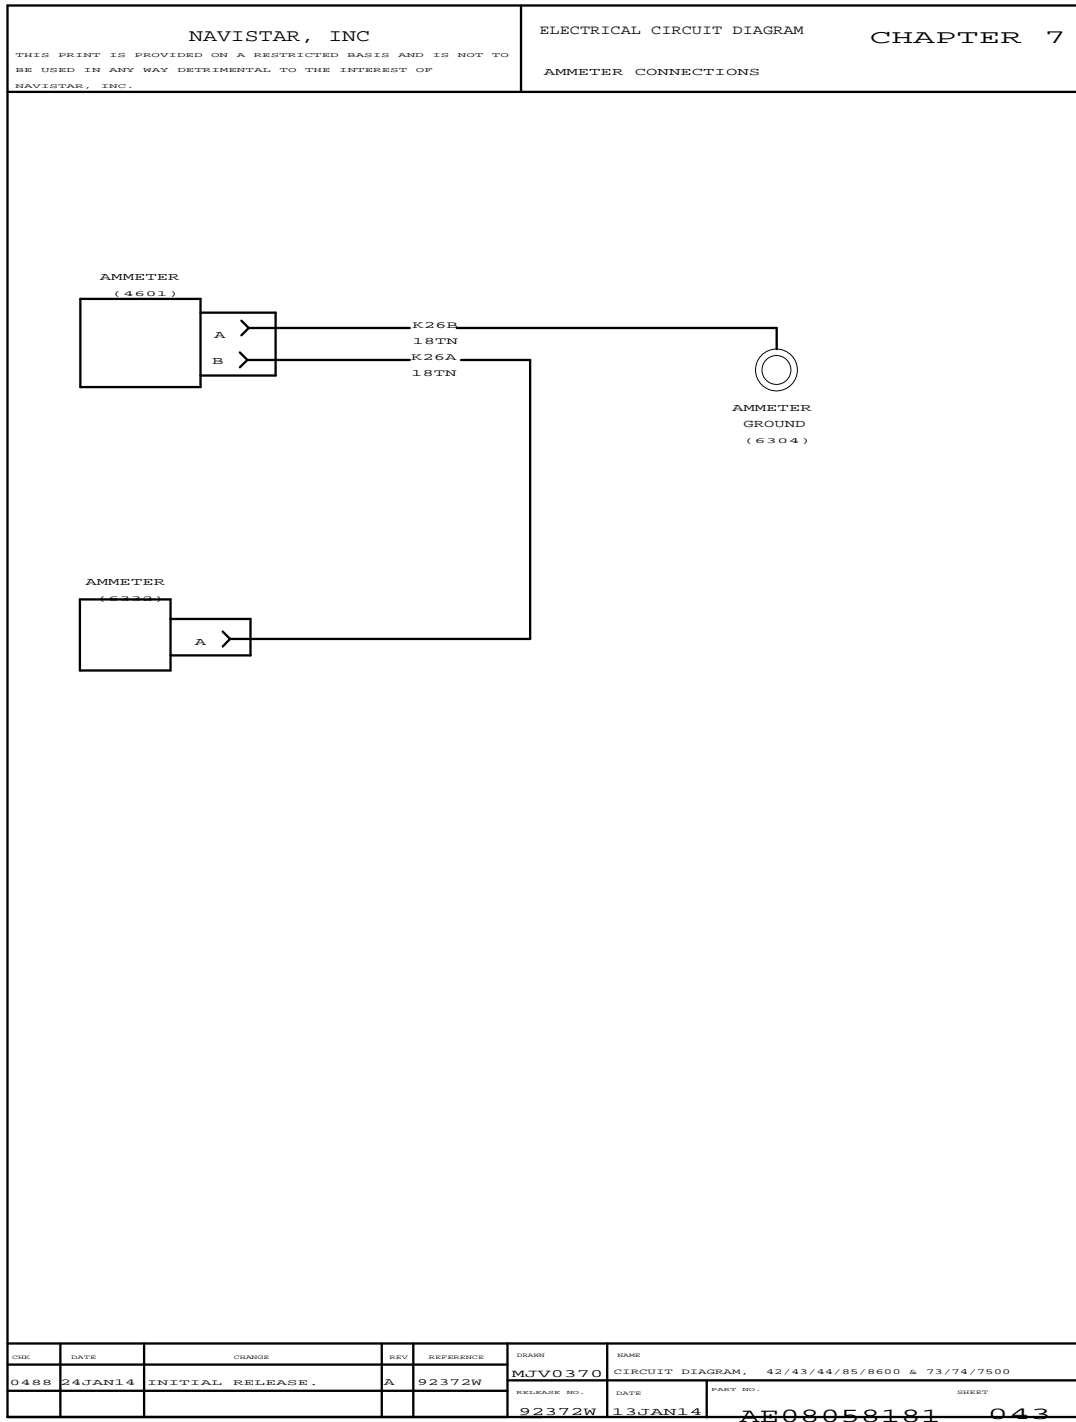 NAVISTAR, INC
THIS PRINT IS PROVIDED ON A RESTRICTED BASIS AND IS NOT TO
BE USED IN ANY WAY DETRIMENTAL TO THE INTEREST OF
NAVISTAR, INC.
ELECTRICAL CIRCUIT DIAGRAM
AMMETER CONNECTIONS
CHAPTER 7
AMMETER
(4601)
A
B
K26B
18TN
K26A
18TN
AMMETER
GROUND
(6304)
AMMETER
A
CHK DATE CHANGE REV REFERENCE
0488 24JAN14 INITIAL RELEASE. A 92372W
DRAWN
MJV0370
NAME
CIRCUIT DIAGRAM, 42/43/44/85/8600 & 73/74/7500
RELEASE NO.
92372W
DATE
13JAN14
PART NO.
AE08058181
SHEET
043